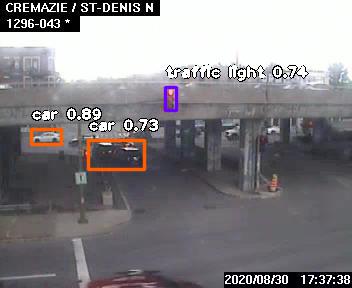 CREMAZIE / ST-DENIS N
1296-043 *
traffic light 0.74
car 0.89
car 0.73
2020/08/30 17:37:38